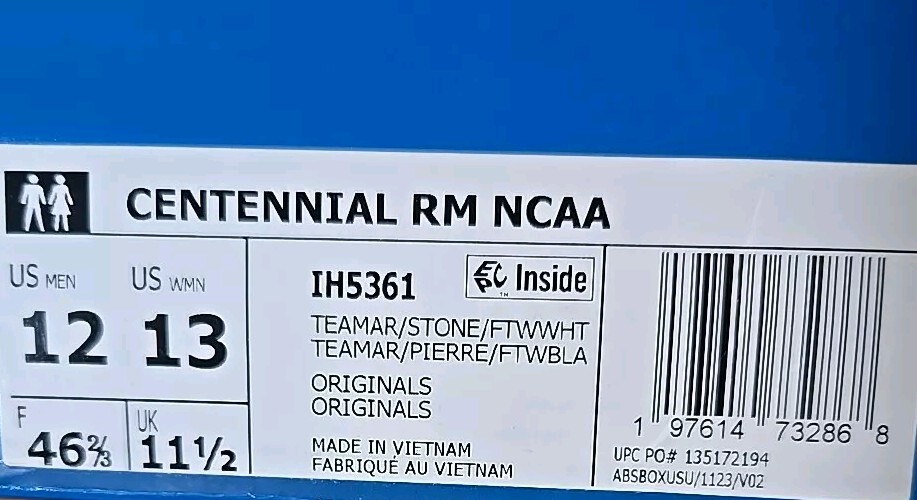 CENTENNIAL RM NCAA
US MEN
12
US WMN
13
F
46⅔
UK
11½
IH5361
EPC™ Inside
TEAMAR/STONE/FTWWHT
TEAMAR/PIERRE/FTWBLA
ORIGINALS
ORIGINALS
MADE IN VIETNAM
FABRIQUÉ AU VIETNAM
1 97614 73286 8
UPC PO# 135172194
ABSBOXUSU/1123/V02